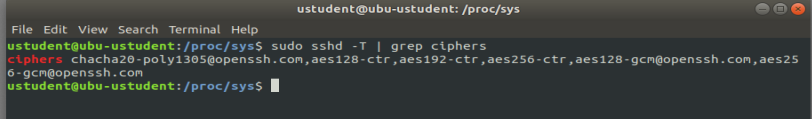 ustudent@ubu-ustudent: /proc/sys
File Edit View Search Terminal Help
ustudent@ubu-ustudent:/proc/sys$ sudo sshd -T | grep ciphers
ciphers chacha20-poly1305@openssh.com,aes128-ctr,aes192-ctr,aes256-ctr,aes128-gcm@openssh.com,aes25
6-gcm@openssh.com
ustudent@ubu-ustudent:/proc/sys$